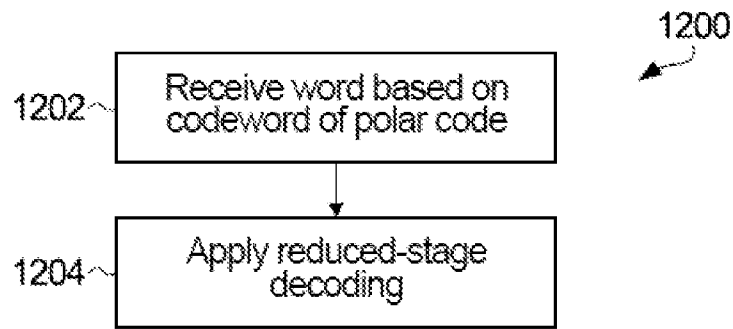 1200
1202
Receive word based on
codeword of polar code
1204
Apply reduced-stage
decoding